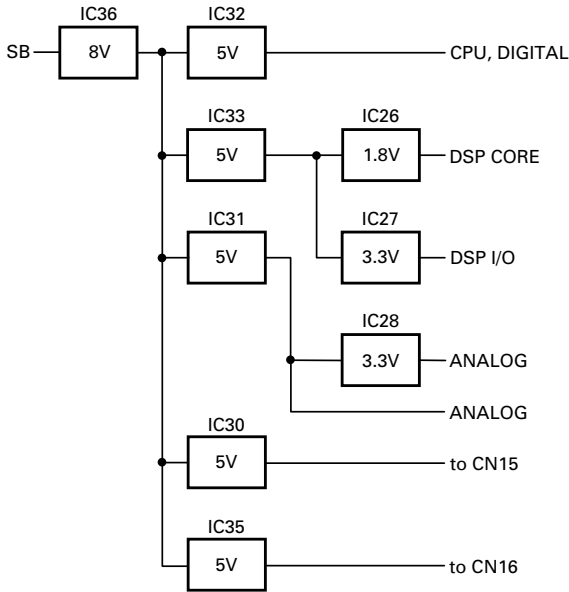 IC36
IC32
SB
8V
5V
CPU, DIGITAL
IC33
IC26
5V
1.8V
DSP CORE
IC31
IC27
5V
3.3V
DSP I/O
IC28
3.3V
ANALOG
ANALOG
IC30
5V
to CN15
IC35
5V
to CN16